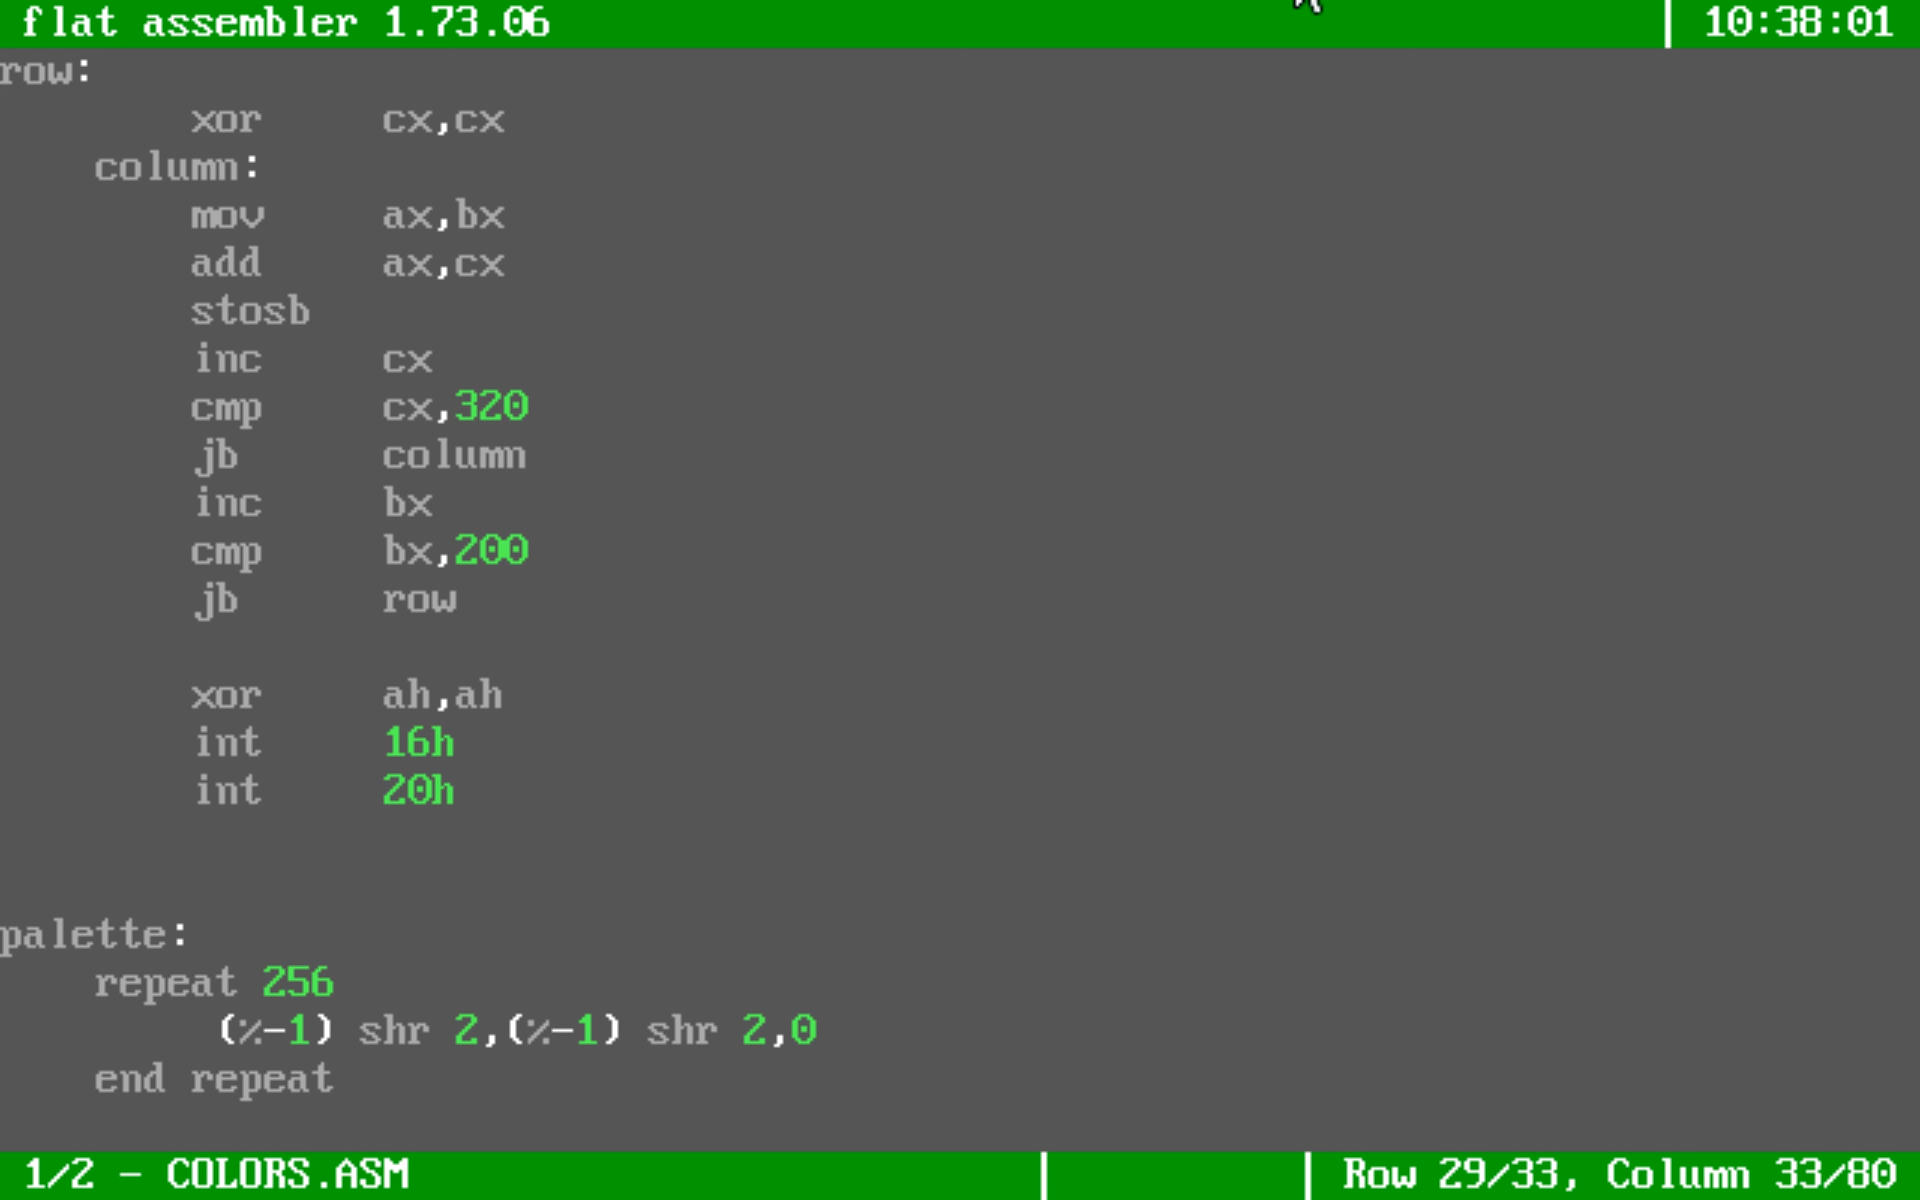 flat assembler 1.73.06 10:38:01
row:
xor cx,cx
column:
mov ax,bx
add ax,cx
stosb
inc cx
cmp cx,320
jb column
inc bx
cmp bx,200
jb row
xor ah,ah
int 16h
int 20h
palette:
repeat 256
(%-1) shr 2,(%-1) shr 2,0
end repeat
1/2 - COLORS.ASM Row 29/33, Column 33/80